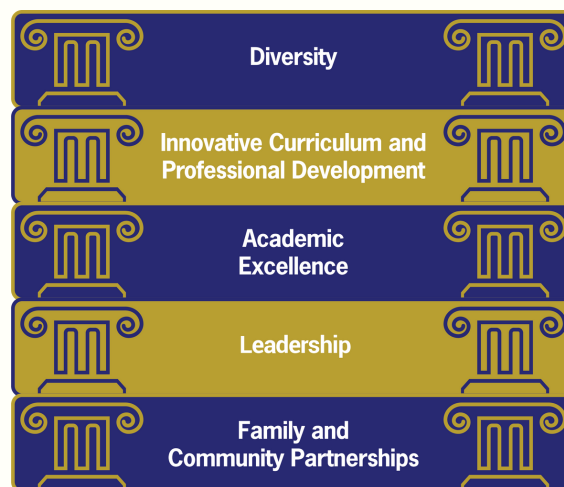 Diversity
Innovative Curriculum and
Professional Development
Academic
Excellence
Leadership
Family and
Community Partnerships